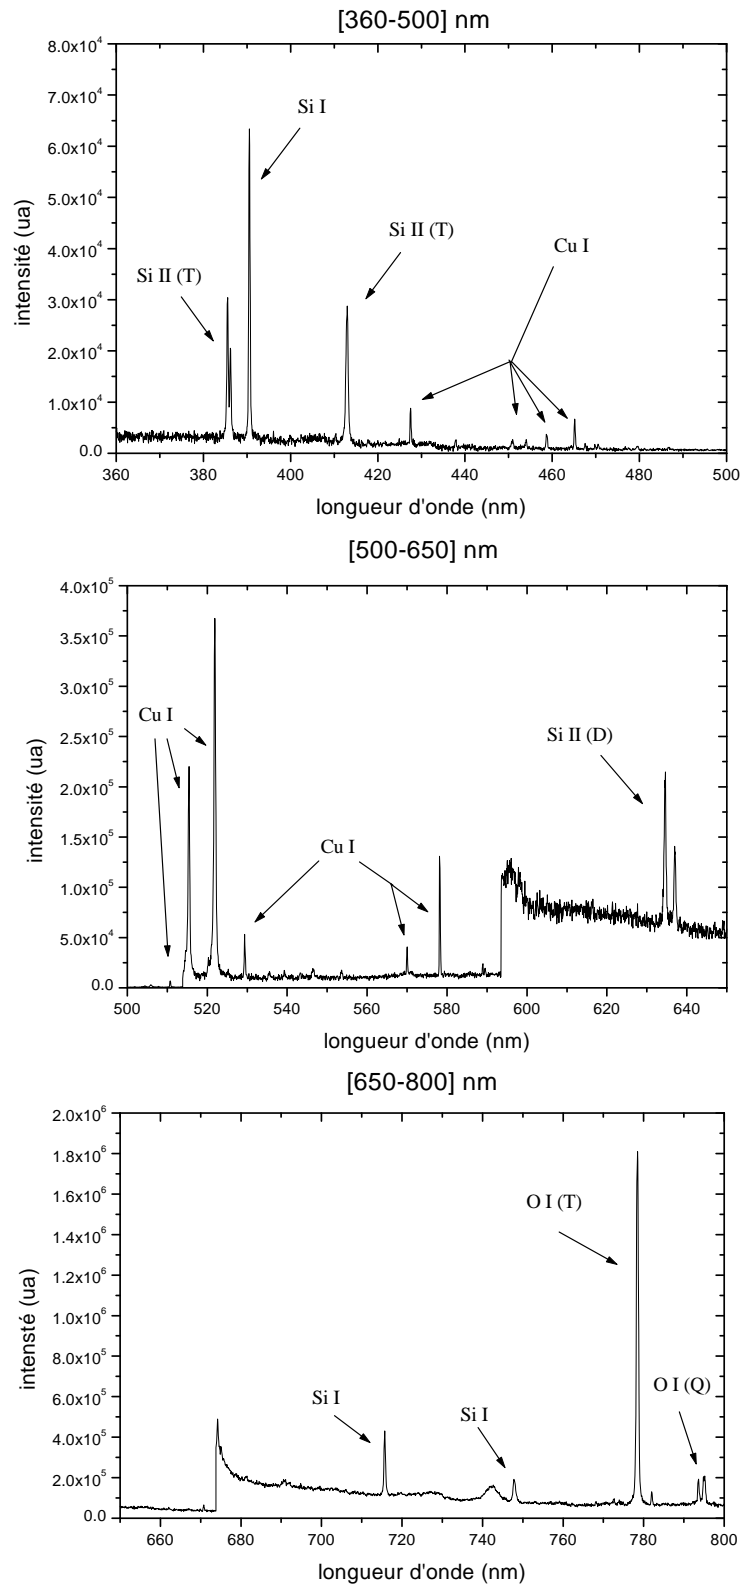 [360-500] nm
8.0x10⁴
7.0x10⁴
6.0x10⁴
5.0x10⁴
4.0x10⁴
3.0x10⁴
2.0x10⁴
1.0x10⁴
0.0
intensité (ua)
Si I
Si II (T)
Si II (T)
Cu I
360 380 400 420 440 460 480 500
longueur d'onde (nm)
[500-650] nm
4.0x10⁵
3.5x10⁵
3.0x10⁵
2.5x10⁵
2.0x10⁵
1.5x10⁵
1.0x10⁵
5.0x10⁴
0.0
intensité (ua)
Cu I
Si II (D)
Cu I
500 520 540 560 580 600 620 640
longueur d'onde (nm)
[650-800] nm
2.0x10⁶
1.8x10⁶
1.6x10⁶
1.4x10⁶
1.2x10⁶
1.0x10⁶
8.0x10⁵
6.0x10⁵
4.0x10⁵
2.0x10⁵
0.0
intensté (ua)
O I (T)
O I (Q)
Si I
Si I
660 680 700 720 740 760 780 800
longueur d'onde (nm)